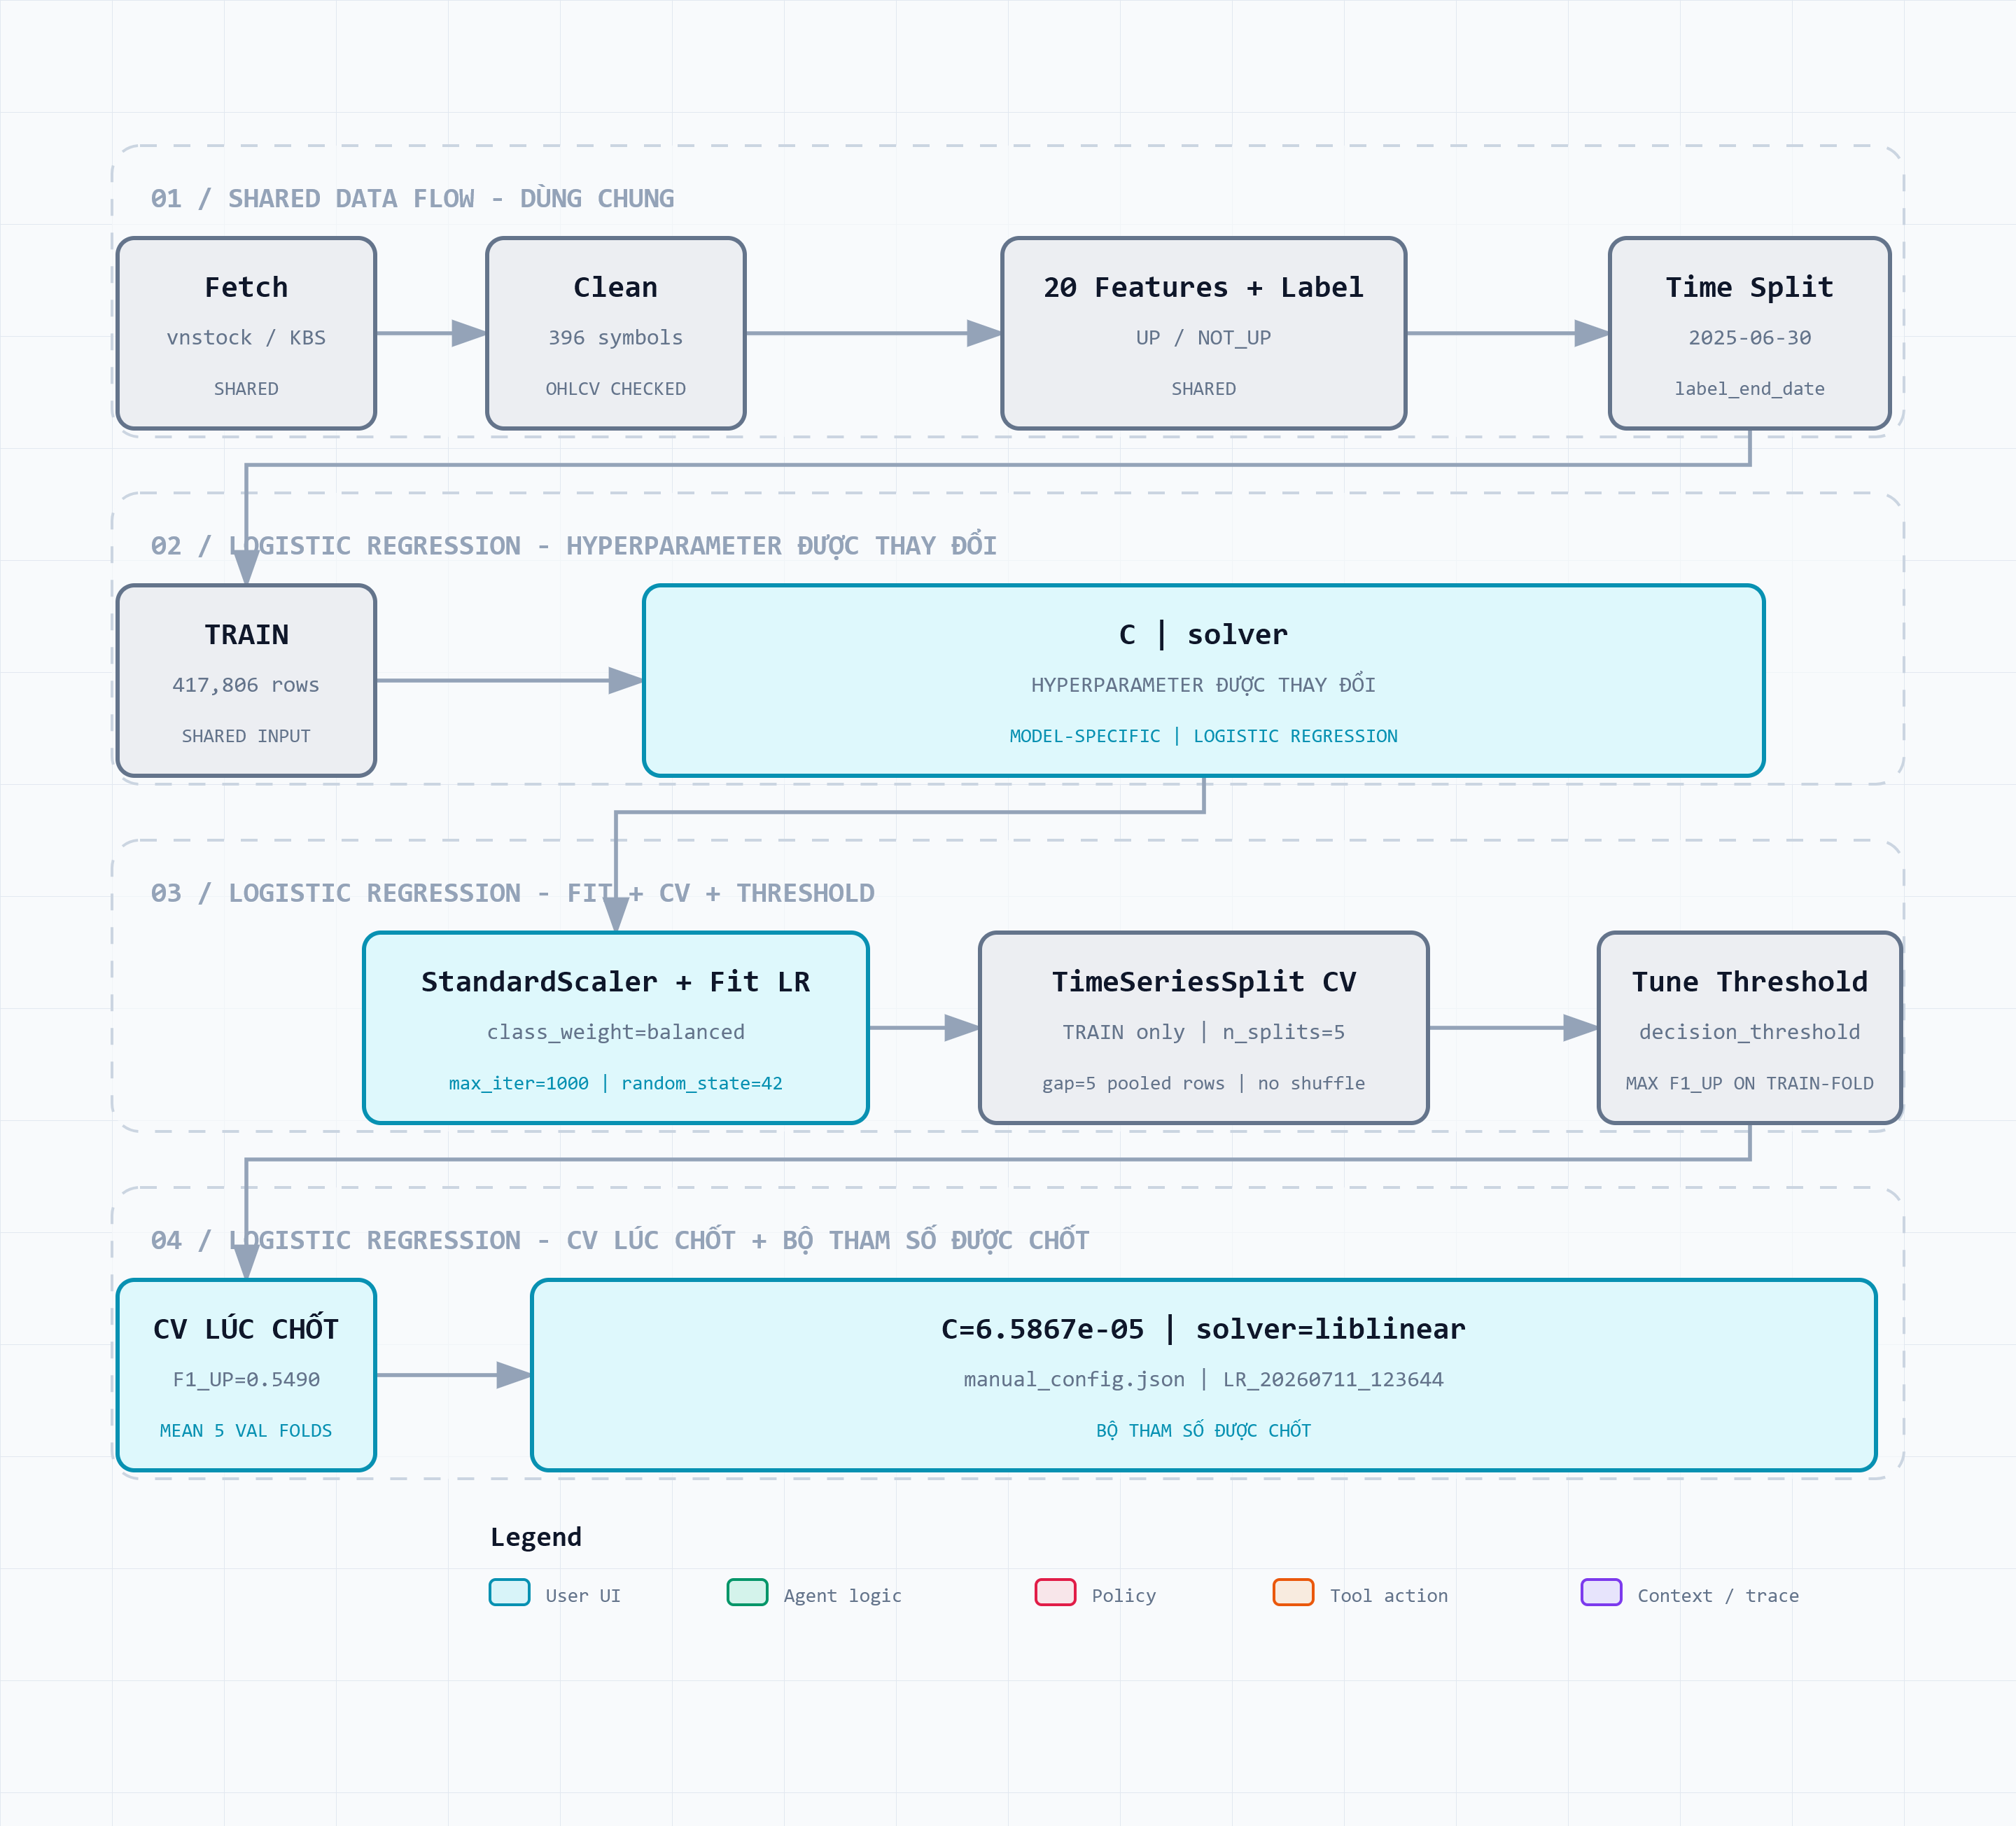 01 / SHARED DATA FLOW - DÙNG CHUNG
Fetch
vnstock / KBS
SHARED
Clean
396 symbols
OHLCV CHECKED
20 Features + Label
UP / NOT_UP
SHARED
Time Split
2025-06-30
label_end_date
02 / LOGISTIC REGRESSION - HYPERPARAMETER ĐƯỢC THAY ĐỔI
TRAIN
417,806 rows
SHARED INPUT
C | solver
HYPERPARAMETER ĐƯỢC THAY ĐỔI
MODEL-SPECIFIC | LOGISTIC REGRESSION
03 / LOGISTIC REGRESSION - FIT + CV + THRESHOLD
StandardScaler + Fit LR
class_weight=balanced
max_iter=1000 | random_state=42
TimeSeriesSplit CV
TRAIN only | n_splits=5
gap=5 pooled rows | no shuffle
Tune Threshold
decision_threshold
MAX F1_UP ON TRAIN-FOLD
04 / LOGISTIC REGRESSION - CV LÚC CHỐT + BỘ THAM SỐ ĐƯỢC CHỐT
CV LÚC CHỐT
F1_UP=0.5490
MEAN 5 VAL FOLDS
C=6.5867e-05 | solver=liblinear
manual_config.json | LR_20260711_123644
BỘ THAM SỐ ĐƯỢC CHỐT
Legend
User UI
Agent logic
Policy
Tool action
Context / trace